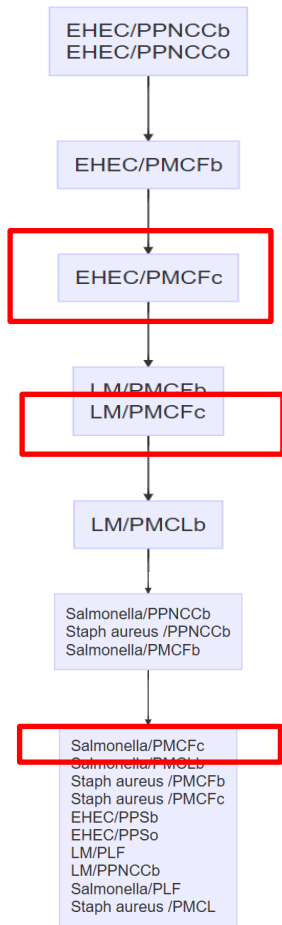 EHEC/PPNCCb
EHEC/PPNCCo
EHEC/PMCFb
EHEC/PMCFc
LM/PMCFb
LM/PMCFc
LM/PMCLb
Salmonella/PPNCCb
Staph aureus /PPNCCb
Salmonella/PMCFb
Salmonella/PMCFc
Salmonella/PMCLb
Staph aureus /PMCFb
Staph aureus /PMCFc
EHEC/PPSb
EHEC/PPSo
LM/PLF
LM/PPNCCb
Salmonella/PLF
Staph aureus /PMCL